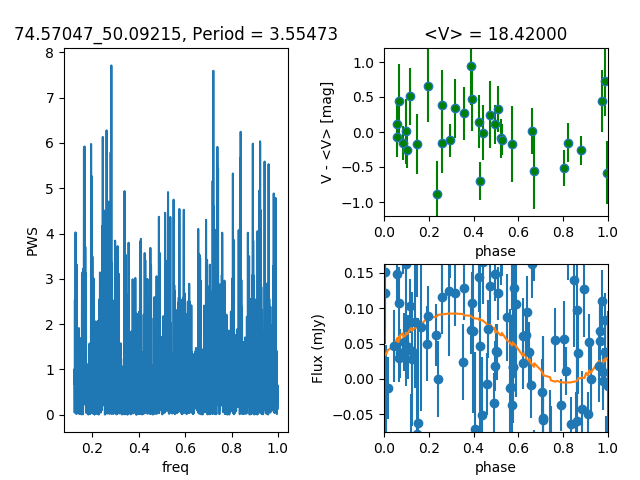 74.57047_50.09215, Period = 3.55473
<V> = 18.42000
8
7
6
5
4
3
2
1
0
PWS
0.2 0.4 0.6 0.8 1.0
freq
1.0
0.5
0.0
−0.5
−1.0
V - <V> [mag]
0.0 0.2 0.4 0.6 0.8 1.0
phase
0.15
0.10
0.05
0.00
−0.05
Flux (mJy)
0.0 0.2 0.4 0.6 0.8 1.0
phase